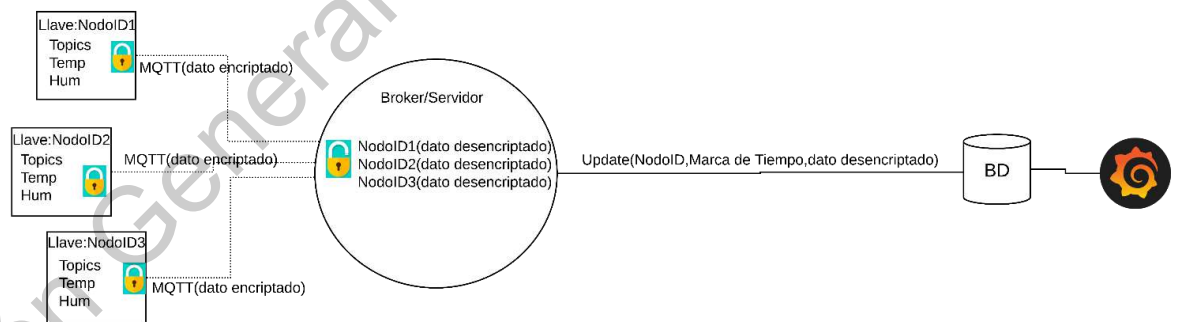 Llave:NodoID1
Topics
Temp
Hum
MQTT(dato encriptado)
Llave:NodoID2
Topics
Temp
Hum
MQTT(dato encriptado)
Llave:NodoID3
Topics
Temp
Hum
MQTT(dato encriptado)
Broker/Servidor
NodoID1(dato desencriptado)
NodoID2(dato desencriptado)
NodoID3(dato desencriptado)
Update(NodoID,Marca de Tiempo,dato desencriptado)
BD
General